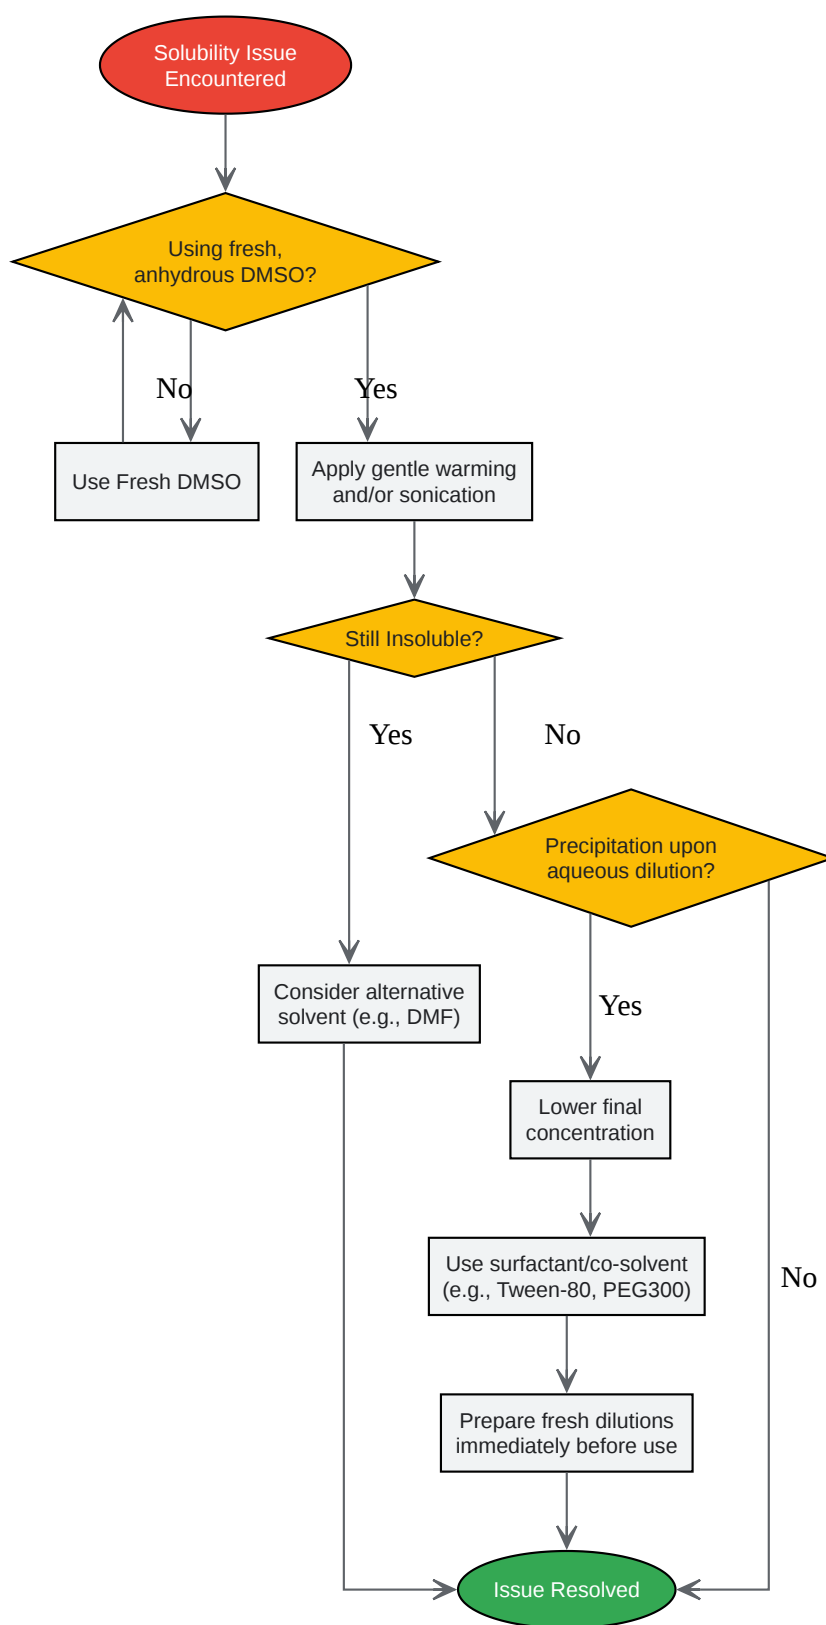 Solubility Issue
Encountered
Using fresh,
anhydrous DMSO?
No
Yes
Use Fresh DMSO
Apply gentle warming
and/or sonication
Still Insoluble?
Yes
No
Precipitation upon
aqueous dilution?
Consider alternative
solvent (e.g., DMF)
Yes
Lower final
concentration
Use surfactant/co-solvent
(e.g., Tween-80, PEG300)
No
Prepare fresh dilutions
immediately before use
Issue Resolved